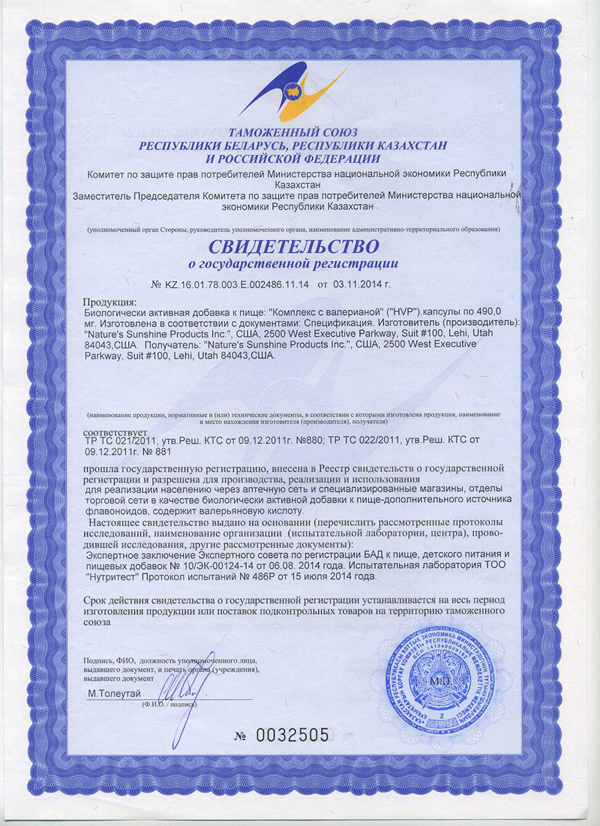 ТАМОЖЕННЫЙ СОЮЗ
РЕСПУБЛИКИ БЕЛАРУСЬ, РЕСПУБЛИКИ КАЗАХСТАН
И РОССИЙСКОЙ ФЕДЕРАЦИИ
Комитет по защите прав потребителей Министерства национальной экономики Республики
Казахстан
Заместитель Председателя Комитета по защите прав потребителей Министерства национальной
экономики Республики Казахстан
(уполномоченный орган Стороны, руководитель уполномоченного органа, наименование административно-территориального образования)
СВИДЕТЕЛЬСТВО
о государственной регистрации
№ KZ.16.01.78.003.E.002486.11.14 от 03.11.2014 г.
Продукция:
Биологически активная добавка к пище: "Комплекс с валерианой" ("HVP").капсулы по 490,0
мг. Изготовлена в соответствии с документами: Спецификация. Изготовитель (производитель):
"Nature's Sunshine Products Inc.", США, 2500 West Executive Parkway, Suit #100, Lehi, Utah
84043,США. Получатель: "Nature's Sunshine Products Inc.", США, 2500 West Executive
Parkway, Suit #100, Lehi, Utah 84043,США.
(наименование продукции, нормативные и (или) технические документы, в соответствии с которыми изготовлена продукция, наименование
и место нахождения изготовителя (производителя), получателя)
соответствует
ТР ТС 021/2011, утв.Реш. КТС от 09.12.2011г. №880; ТР ТС 022/2011, утв.Реш. КТС от
09.12.2011г. № 881
прошла государственную регистрацию, внесена в Реестр свидетельств о государственной
регистрации и разрешена для производства, реализации и использования
для реализации населению через аптечную сеть и специализированные магазины, отделы
торговой сети в качестве биологически активной добавки к пище-дополнительного источника
флавоноидов, содержит валерьяновую кислоту.
Настоящее свидетельство выдано на основании (перечислить рассмотренные протоколы
исследований, наименование организации (испытательной лаборатории, центра), прово-
дившей исследования, другие рассмотренные документы):
Экспертное заключение Экспертного совета по регистрации БАД к пище, детского питания и
пищевых добавок № 10/ЭК-00124-14 от 06.08. 2014 года. Испытательная лаборатория ТОО
"Нутритест" Протокол испытаний № 486Р от 15 июля 2014 года.
Срок действия свидетельства о государственной регистрации устанавливается на весь период
изготовления продукции или поставок подконтрольных товаров на территорию таможенного
союза
Подпись, ФИО, должность уполномоченного лица,
выдавшего документ, и печать органа (учреждения),
выдавшего документ
М.Толеутай
(Ф.И.О. / подпись)
М.П.
2
№ 0032505